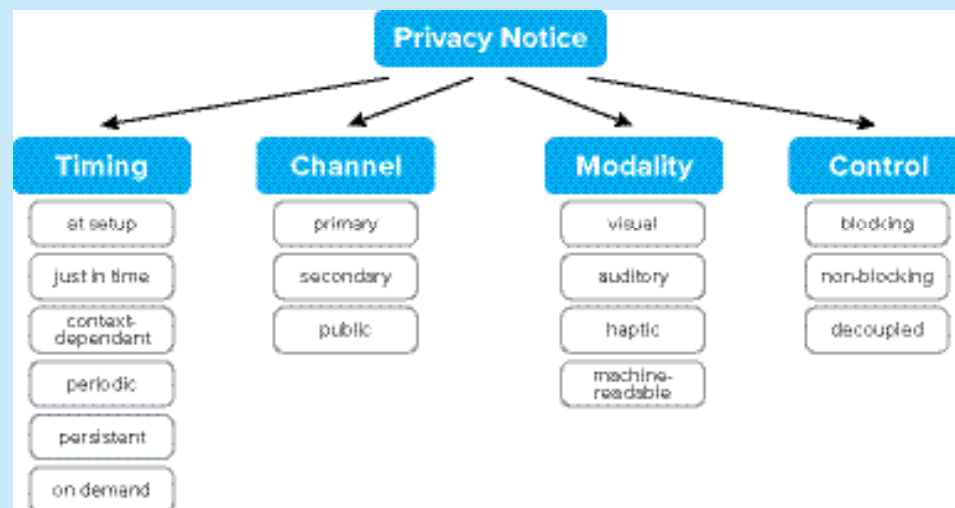 Privacy Notice
Timing
at setup
just in time
context-
dependent
periodic
persistent
on demand
Channel
primary
secondary
public
Modality
visual
auditory
haptic
machine-
readable
Control
blocking
non-blocking
decoupled